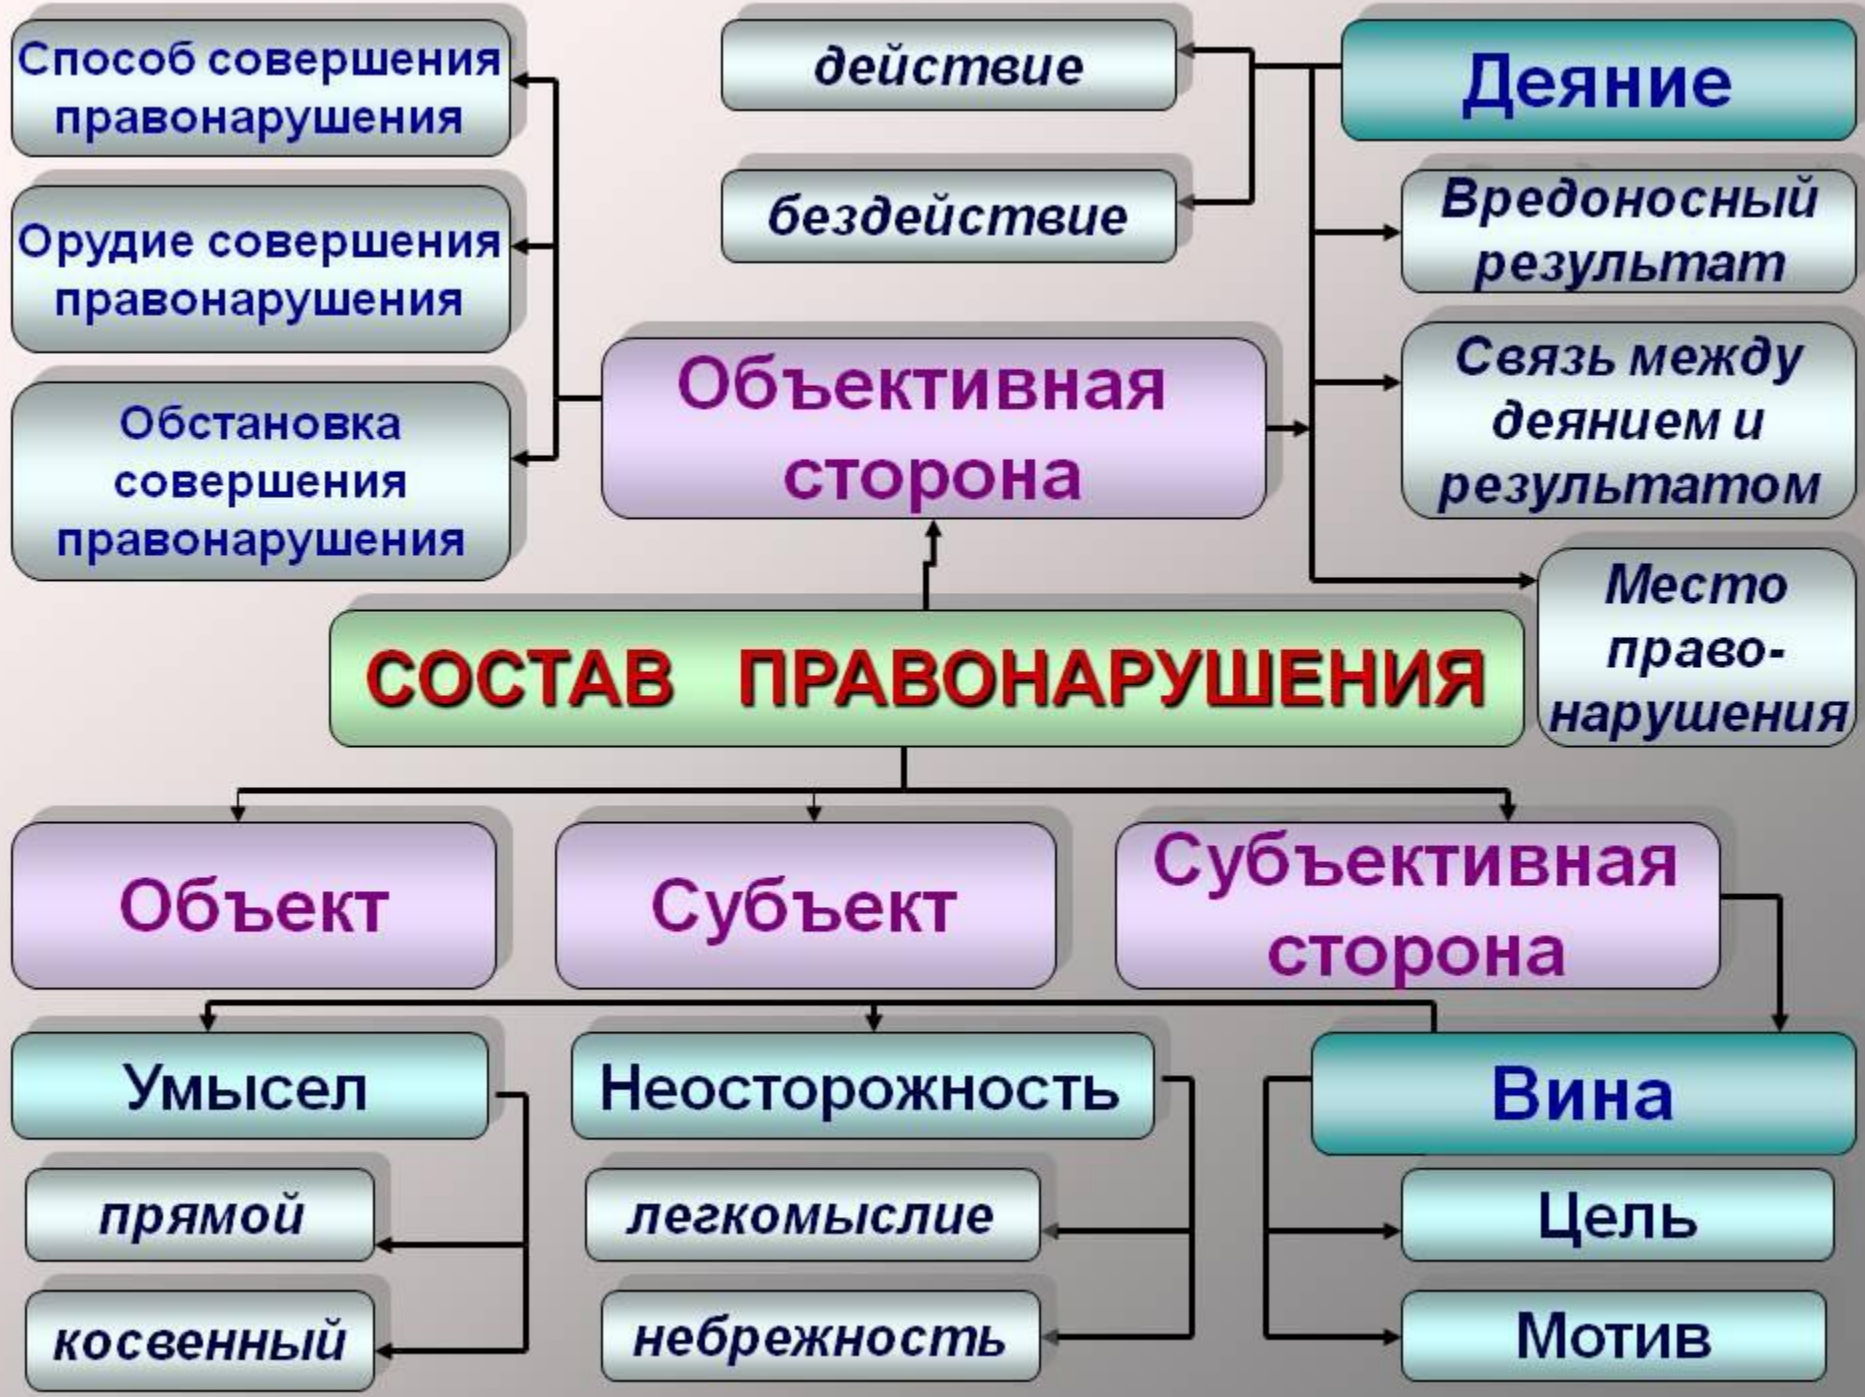 Способ совершения
правонарушения
Орудие совершения
правонарушения
Обстановка
совершения
правонарушения
действие
бездействие
Деяние
Вредоносный
результат
Связь между
деянием и
результатом
Место
право-
нарушения
Объективная
сторона
СОСТАВ ПРАВОНАРУШЕНИЯ
Объект
Субъект
Субъективная
сторона
Умысел
прямой
косвенный
Неосторожность
легкомыслие
небрежность
Вина
Цель
Мотив